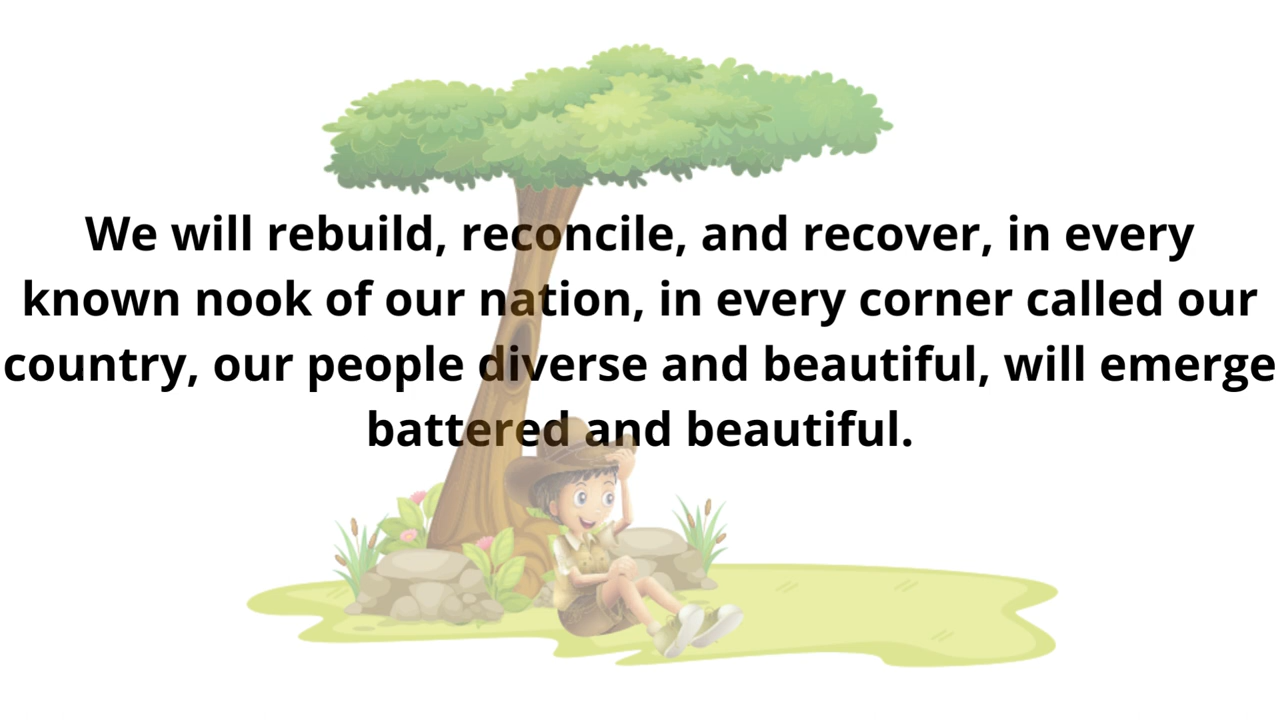 We will rebuild, reconcile, and recover, in every
known nook of our nation, in every corner called our
country, our people diverse and beautiful, will emerge
battered and beautiful.